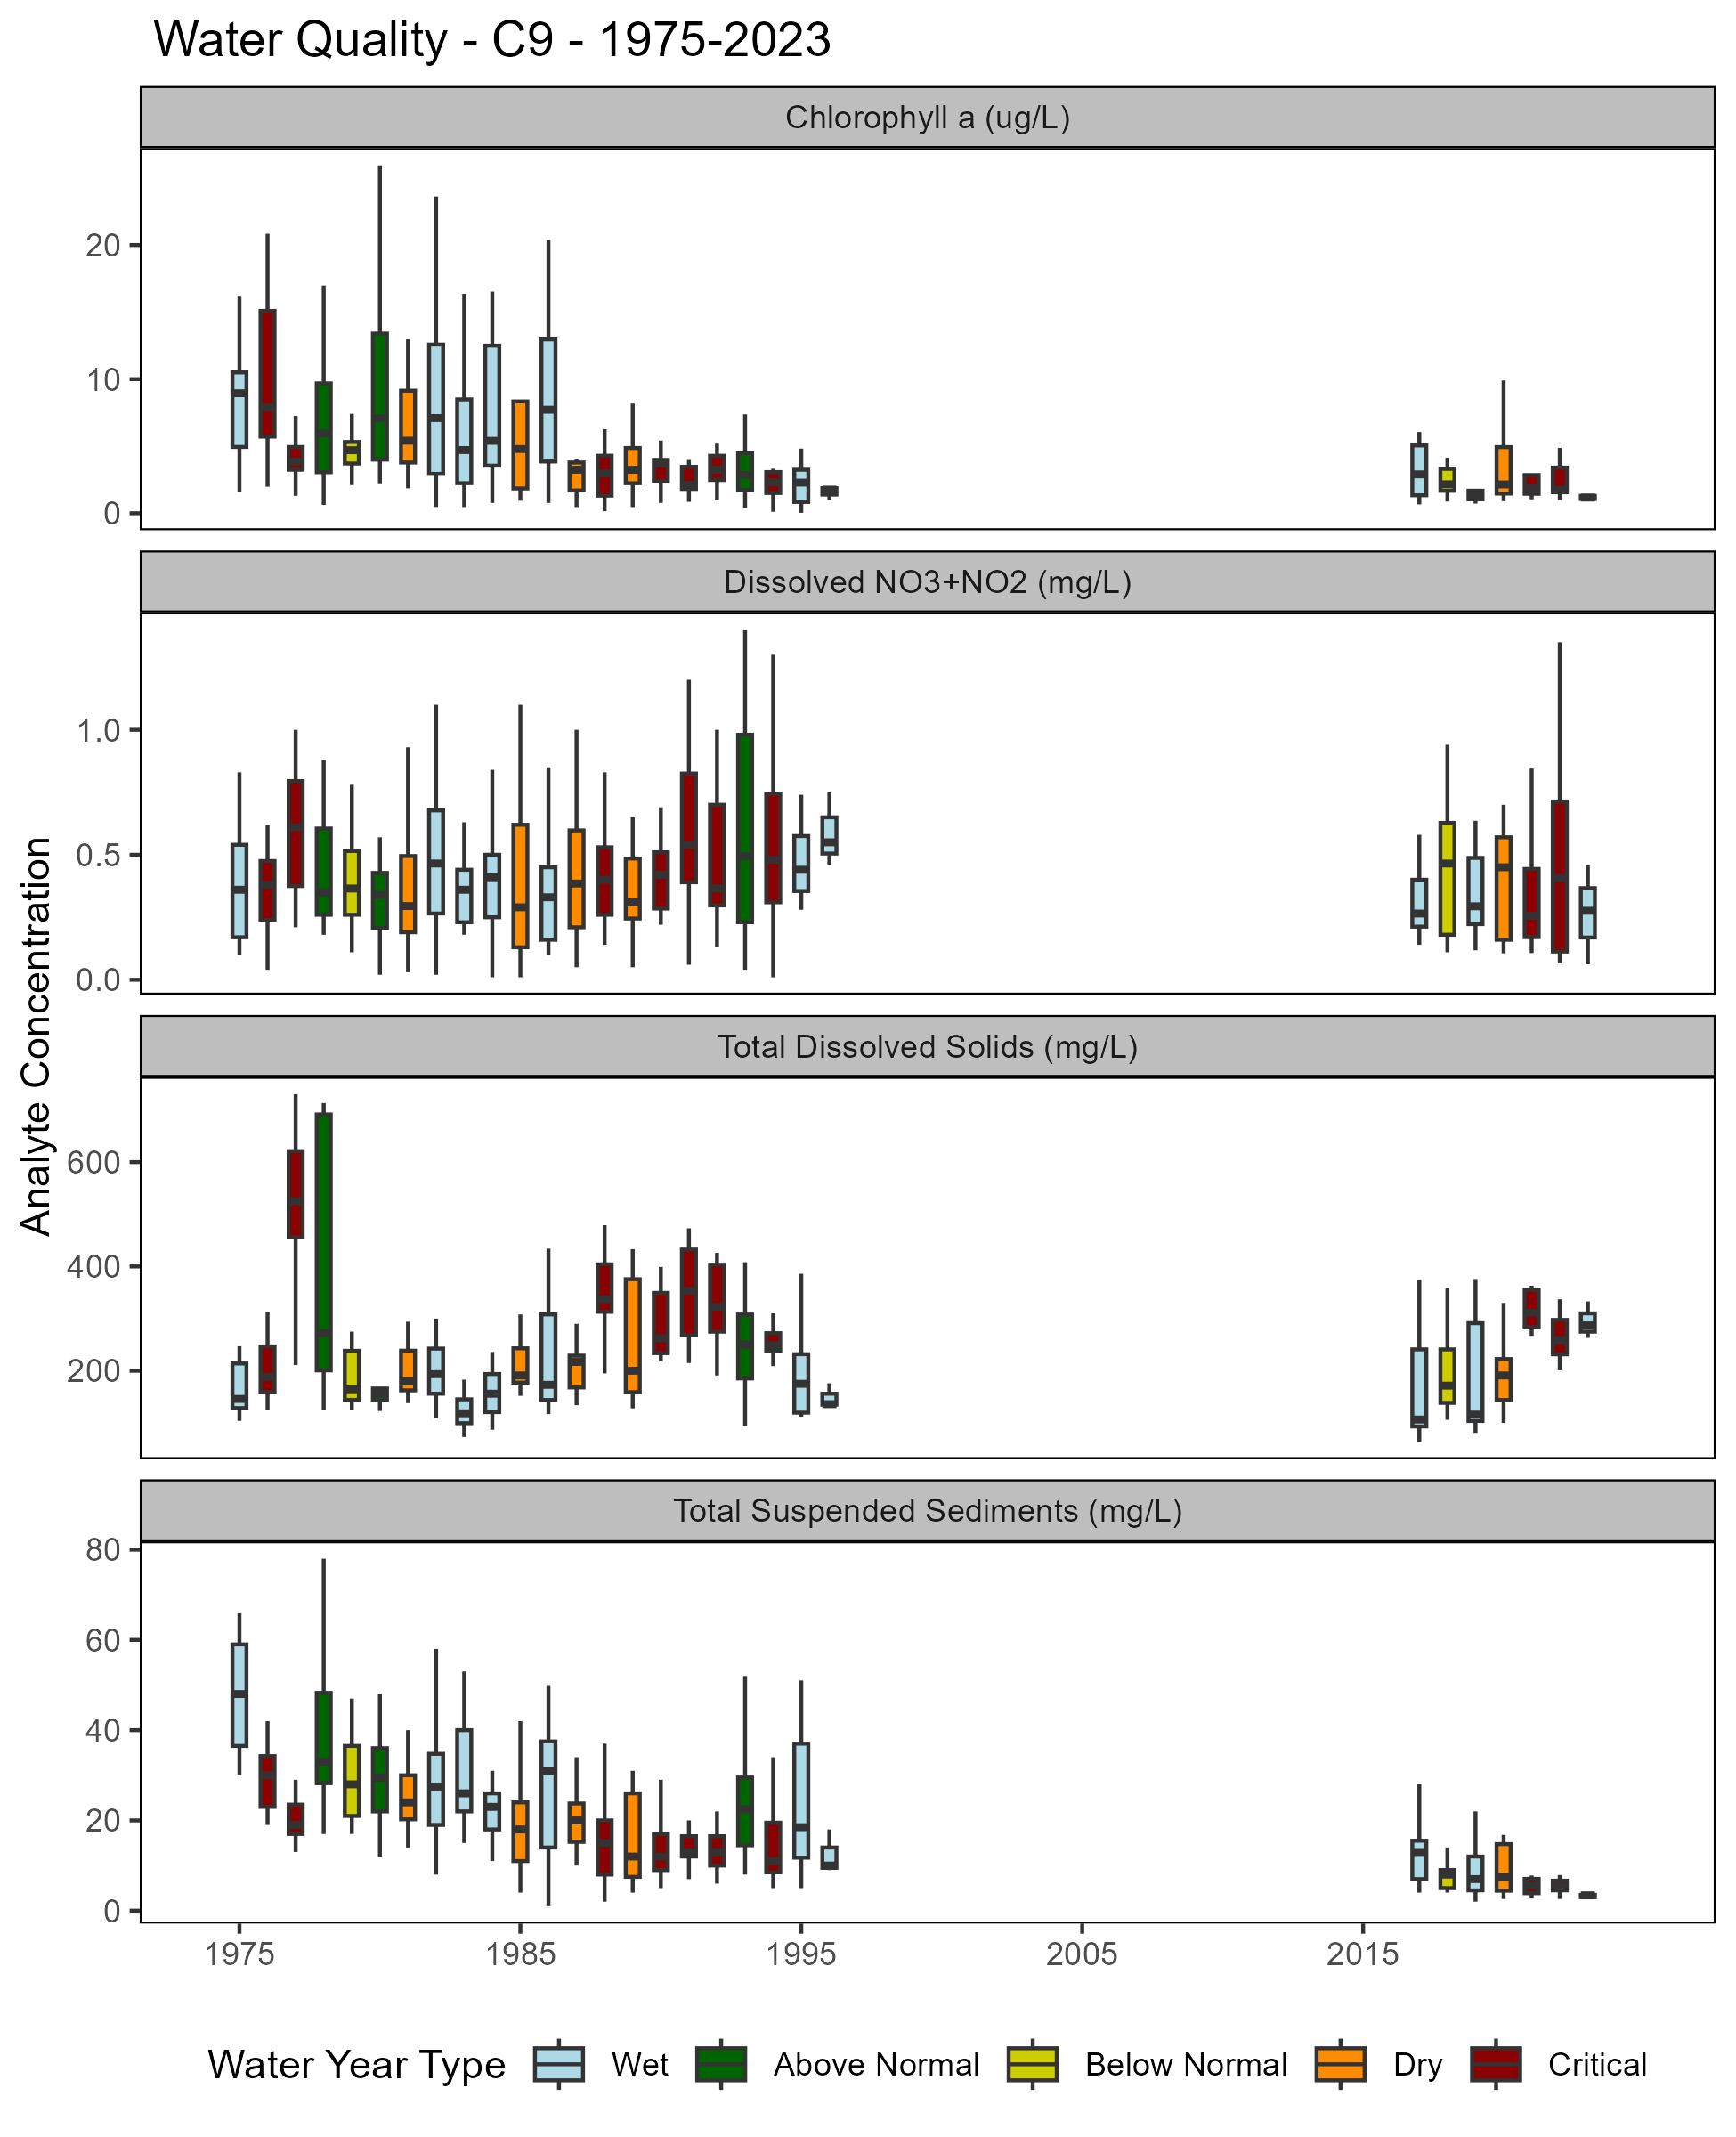 Water Quality - C9 - 1975-2023
Chlorophyll a (ug/L)
20
10
0
Dissolved NO3+NO2 (mg/L)
1.0
0.5
0.0
Analyte Concentration
Total Dissolved Solids (mg/L)
600
400
200
Total Suspended Sediments (mg/L)
80
60
40
20
0
1975 1985 1995 2005 2015
Water Year Type Wet Above Normal Below Normal Dry Critical